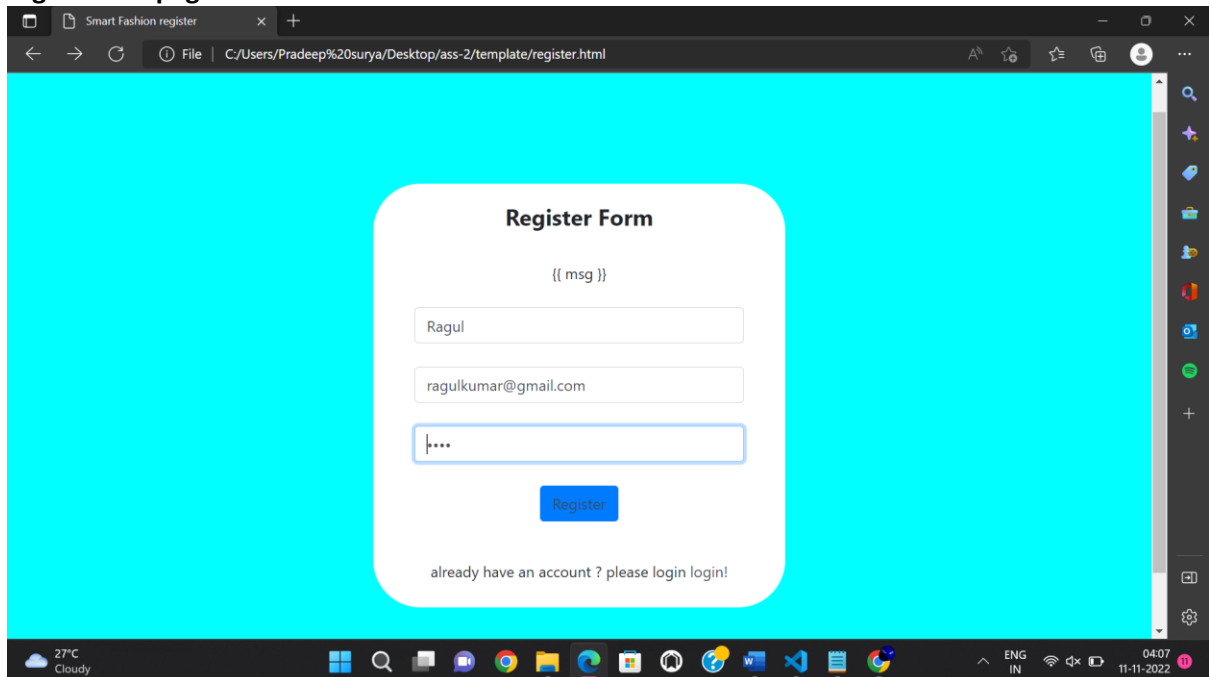 Smart Fashion register
File
C:/Users/Pradeep%20surya/Desktop/ass-2/template/register.html
Register Form
{{ msg }}
Ragul
ragulkumar@gmail.com
••••
Register
already have an account ? please login login!
27°C
Cloudy
ENG
IN
04:07
11-11-2022
11